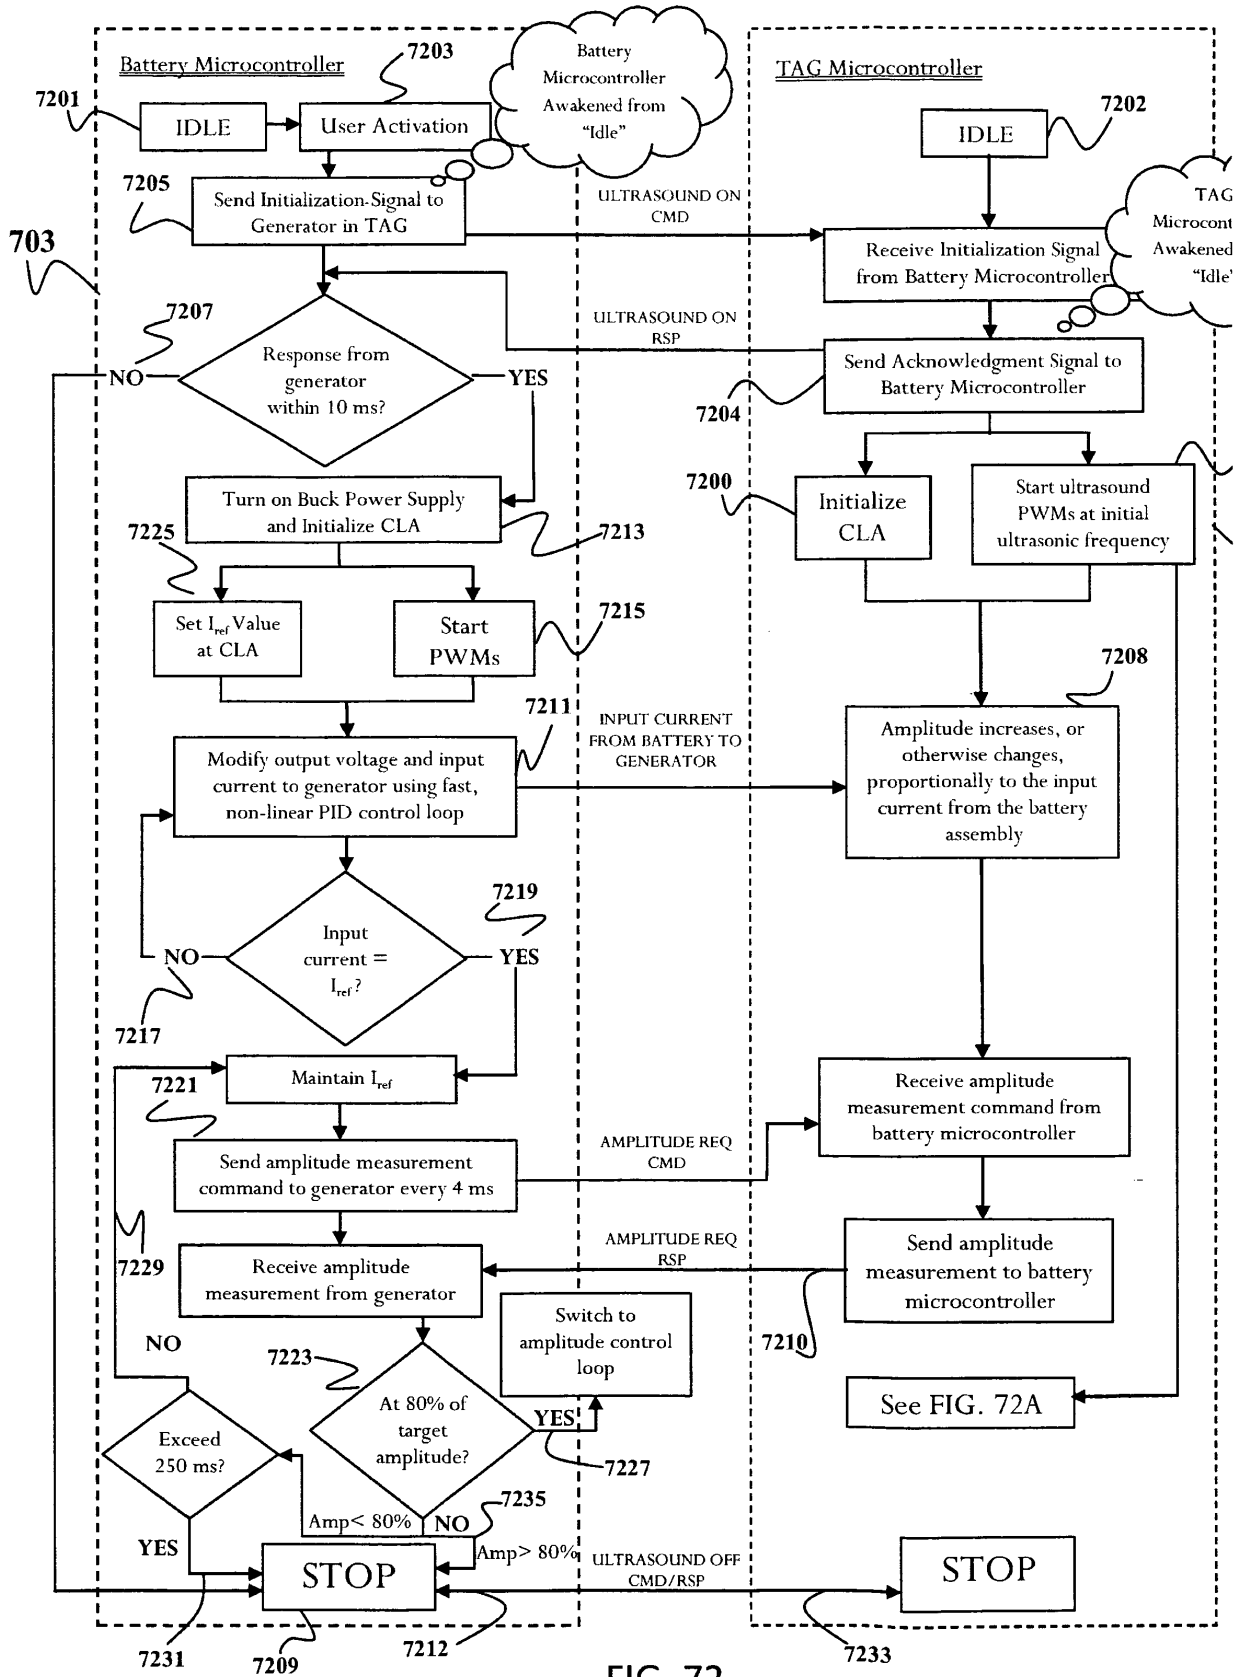 Battery Microcontroller
7203
Battery
Microcontroller
Awakened from
“Idle”
TAG Microcontroller
7201
IDLE
User Activation
IDLE
7202
7205
Send Initialization-Signal to
Generator in TAG
ULTRASOUND ON
CMD
TAG
Awakened
Receive Initialization Signal
from Battery Microcontroller
703
7207
NO
Response from
generator
within 10 ms?
YES
ULTRASOUND ON
RSP
Send Acknowledgment Signal to
Battery Microcontroller
7204
7200
Initialize
CLA
Start ultrasound
PWMs at initial
ultrasonic frequency
Turn on Buck Power Supply
and Initialize CLA
7213
7225
Set Iref Value
at CLA
Start
PWMs
7215
7208
7211
Modify output voltage and input
current to generator using fast,
non-linear PID control loop
INPUT CURRENT
FROM BATTERY TO
GENERATOR
Amplitude increases, or
otherwise changes,
proportionally to the input
current from the battery
assembly
7219
NO
Input
current =
Iref?
YES
7217
Maintain Iref
7221
Send amplitude measurement
command to generator every 4 ms
AMPLITUDE REQ
CMD
Receive amplitude
measurement command from
battery microcontroller
7229
Receive amplitude
measurement from generator
AMPLITUDE REQ
RSP
Send amplitude
measurement to battery
microcontroller
7210
Switch to
amplitude control
loop
7223
NO
At 80% of
target
amplitude?
YES
7227
See FIG. 72A
Exceed
250 ms?
YES
Amp< 80%
NO
7235
Amp> 80%
STOP
ULTRASOUND OFF
CMD/RSP
STOP
7231
7209
7212
7233
FIG. 72